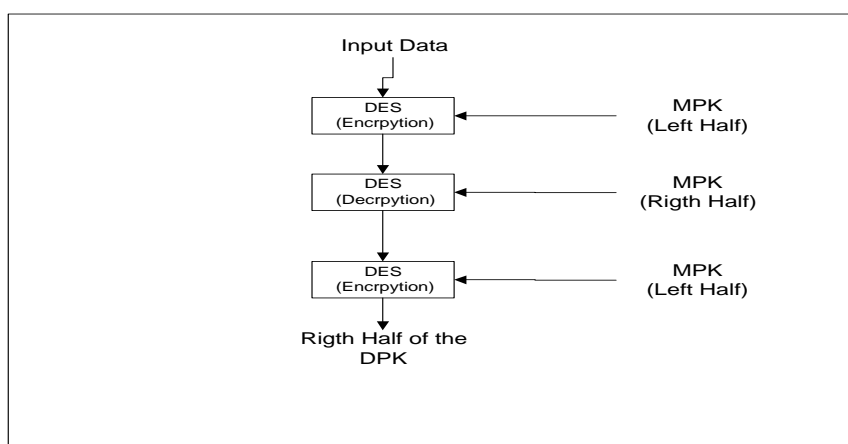 Input Data
DES
(Encrpytion)
MPK
(Left Half)
DES
(Decrpytion)
MPK
(Rigth Half)
DES
(Encrpytion)
MPK
(Left Half)
Rigth Half of the
DPK